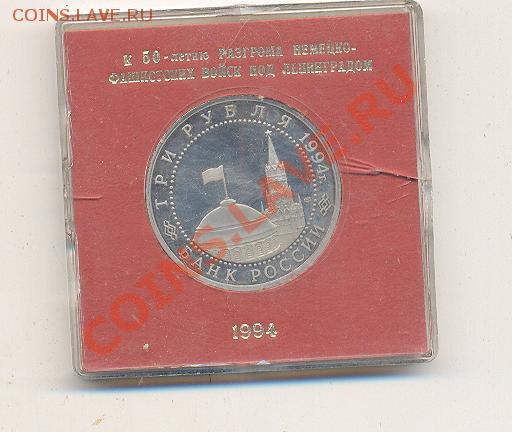 COINS.LAVE.RU
COINS.LAVE.RU
К 50-летию РАЗГРОМА НЕМЕЦКО-
ФАШИСТСКИХ ВОЙСК ПОД ЛЕНИНГРАДОМ
ТРИ РУБЛЯ 1994г.
БАНК РОССИИ
1994
COINS.LAVE.RU